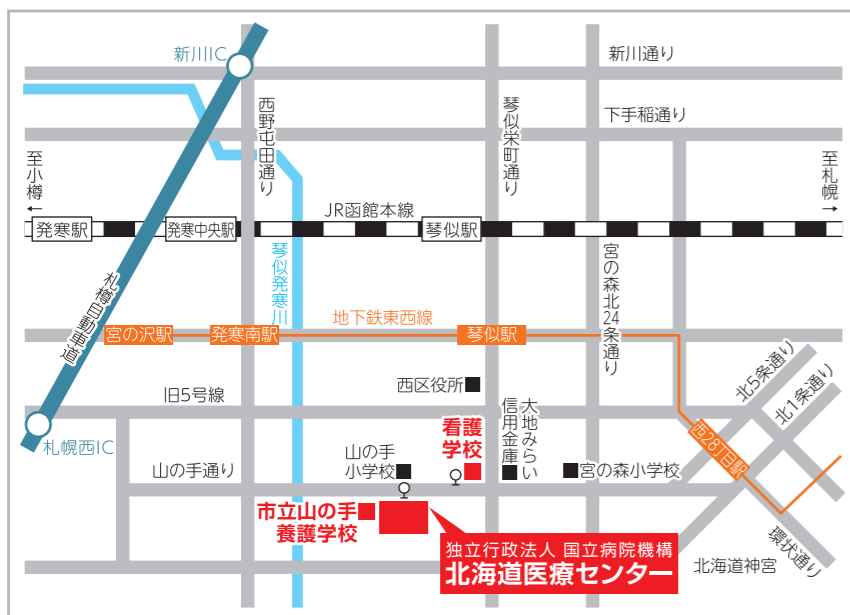 新川IC
新川通り
西野屯田通り
琴似栄町通り
下手稲通り
至小樽
←
至札幌
→
JR函館本線
発寒駅
発寒中央駅
琴似駅
琴似発寒川
宮の森北24条通り
札樽自動車道
地下鉄東西線
宮の沢駅
発寒南駅
琴似駅
西区役所
北5条通り
北1条通り
旧5号線
札幌西IC
看護
学校
大地みらい
信用金庫
西28丁目駅
山の手
小学校
山の手通り
宮の森小学校
市立山の手
養護学校
独立行政法人 国立病院機構
北海道医療センター
環状通り
北海道神宮